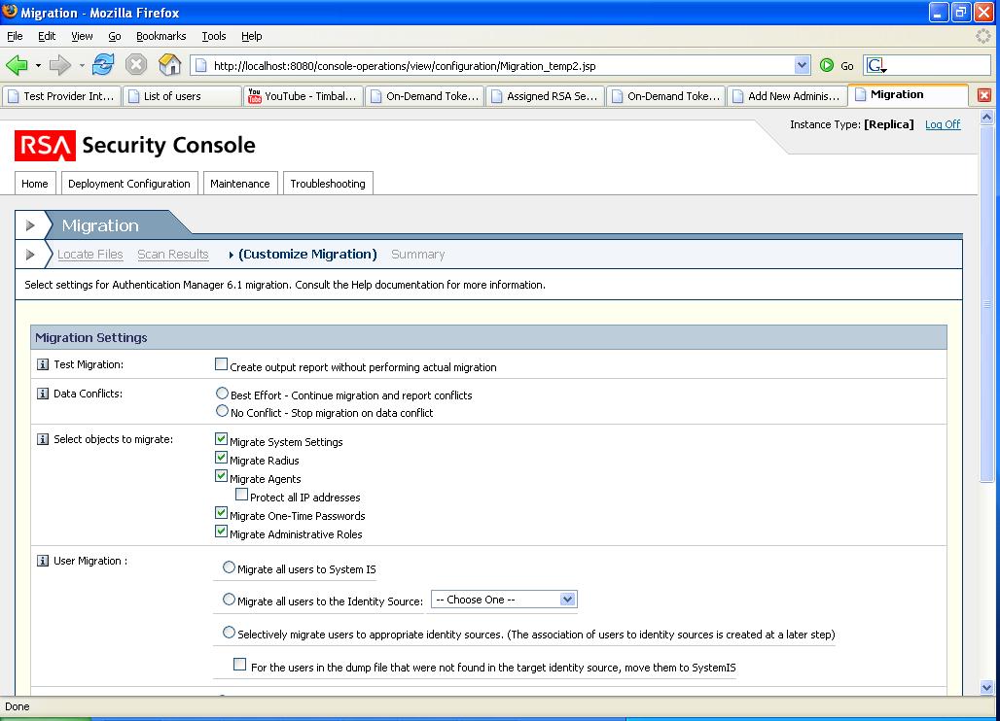 Migration - Mozilla Firefox
File Edit View Go Bookmarks Tools Help
http://localhost:8080/console-operations/view/configuration/Migration_temp2.jsp Go G
Test Provider Int... List of users You Tube YouTube - Timbal... On-Demand Toke... Assigned RSA Se... On-Demand Toke... Add New Adminis... Migration
Instance Type: [Replica] Log Off
RSA Security Console
Home Deployment Configuration Maintenance Troubleshooting
Migration
Locate Files Scan Results (Customize Migration) Summary
Select settings for Authentication Manager 6.1 migration. Consult the Help documentation for more information.
Migration Settings
Test Migration: Create output report without performing actual migration
Data Conflicts: Best Effort - Continue migration and report conflicts
No Conflict - Stop migration on data conflict
Select objects to migrate: Migrate System Settings
Migrate Radius
Migrate Agents
Protect all IP addresses
Migrate One-Time Passwords
Migrate Administrative Roles
User Migration : Migrate all users to System IS
Migrate all users to the Identity Source: -- Choose One --
Selectively migrate users to appropriate identity sources. (The association of users to identity sources is created at a later step)
For the users in the dump file that were not found in the target identity source, move them to SystemIS
Done